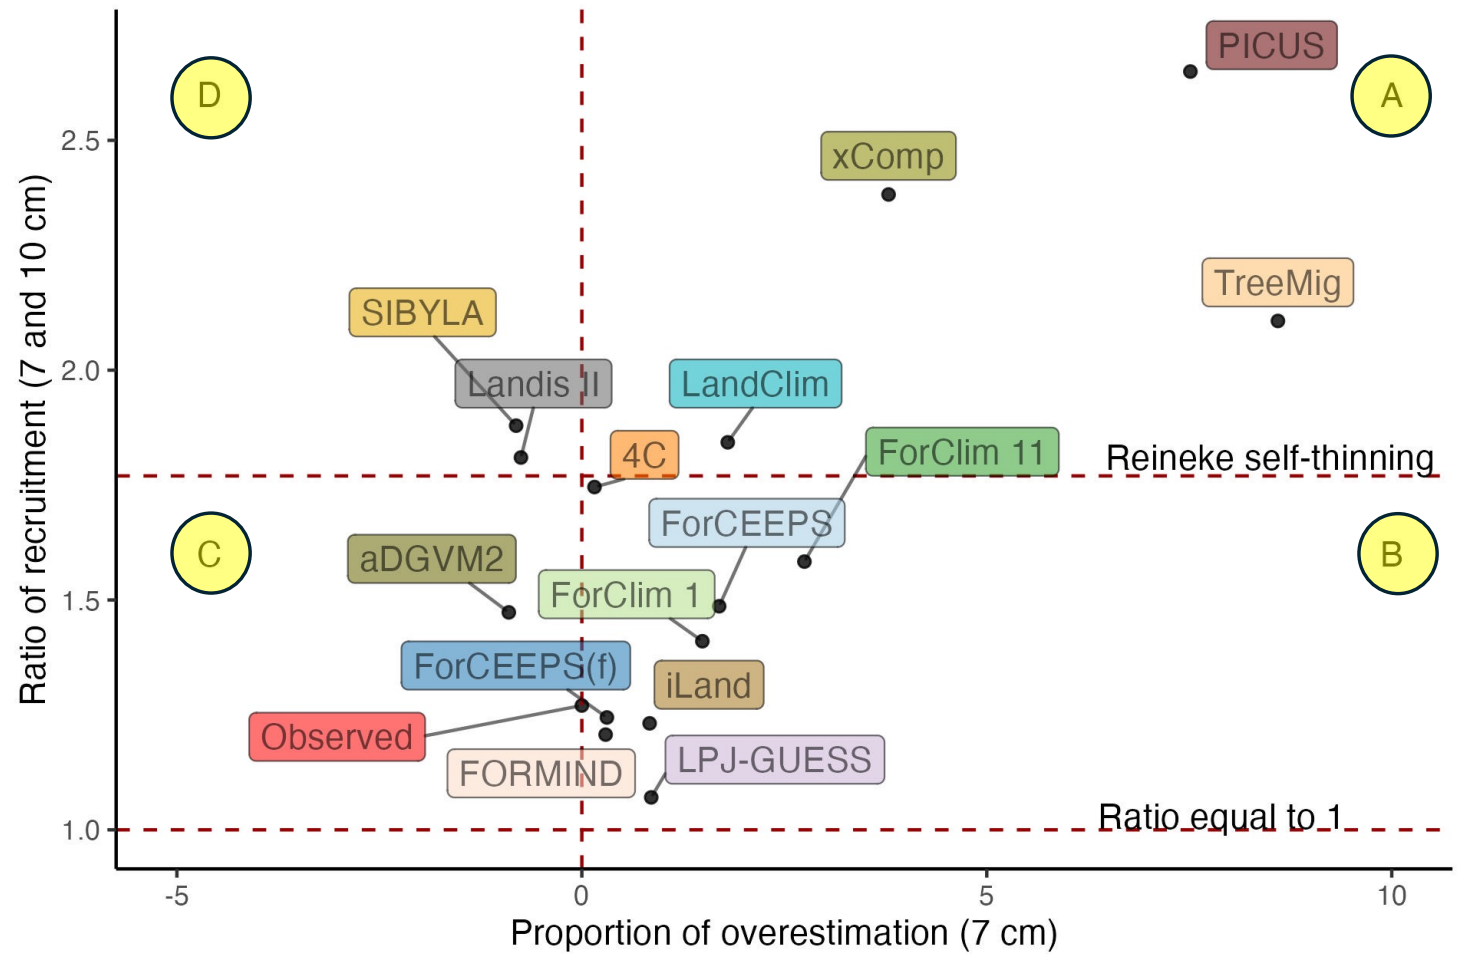 PICUS
D
A
2.5
xComp
TreeMig
SIBYLA
2.0
Landis II
LandClim
4C
ForClim 11
Reineke self-thinning
ForCEEPS
C
aDGVM2
B
1.5
ForClim 1
ForCEEPS(f)
iLand
Observed
FORMIND
LPJ-GUESS
1.0
Ratio equal to 1
-5
0
5
10
Proportion of overestimation (7 cm)
Ratio of recruitment (7 and 10 cm)